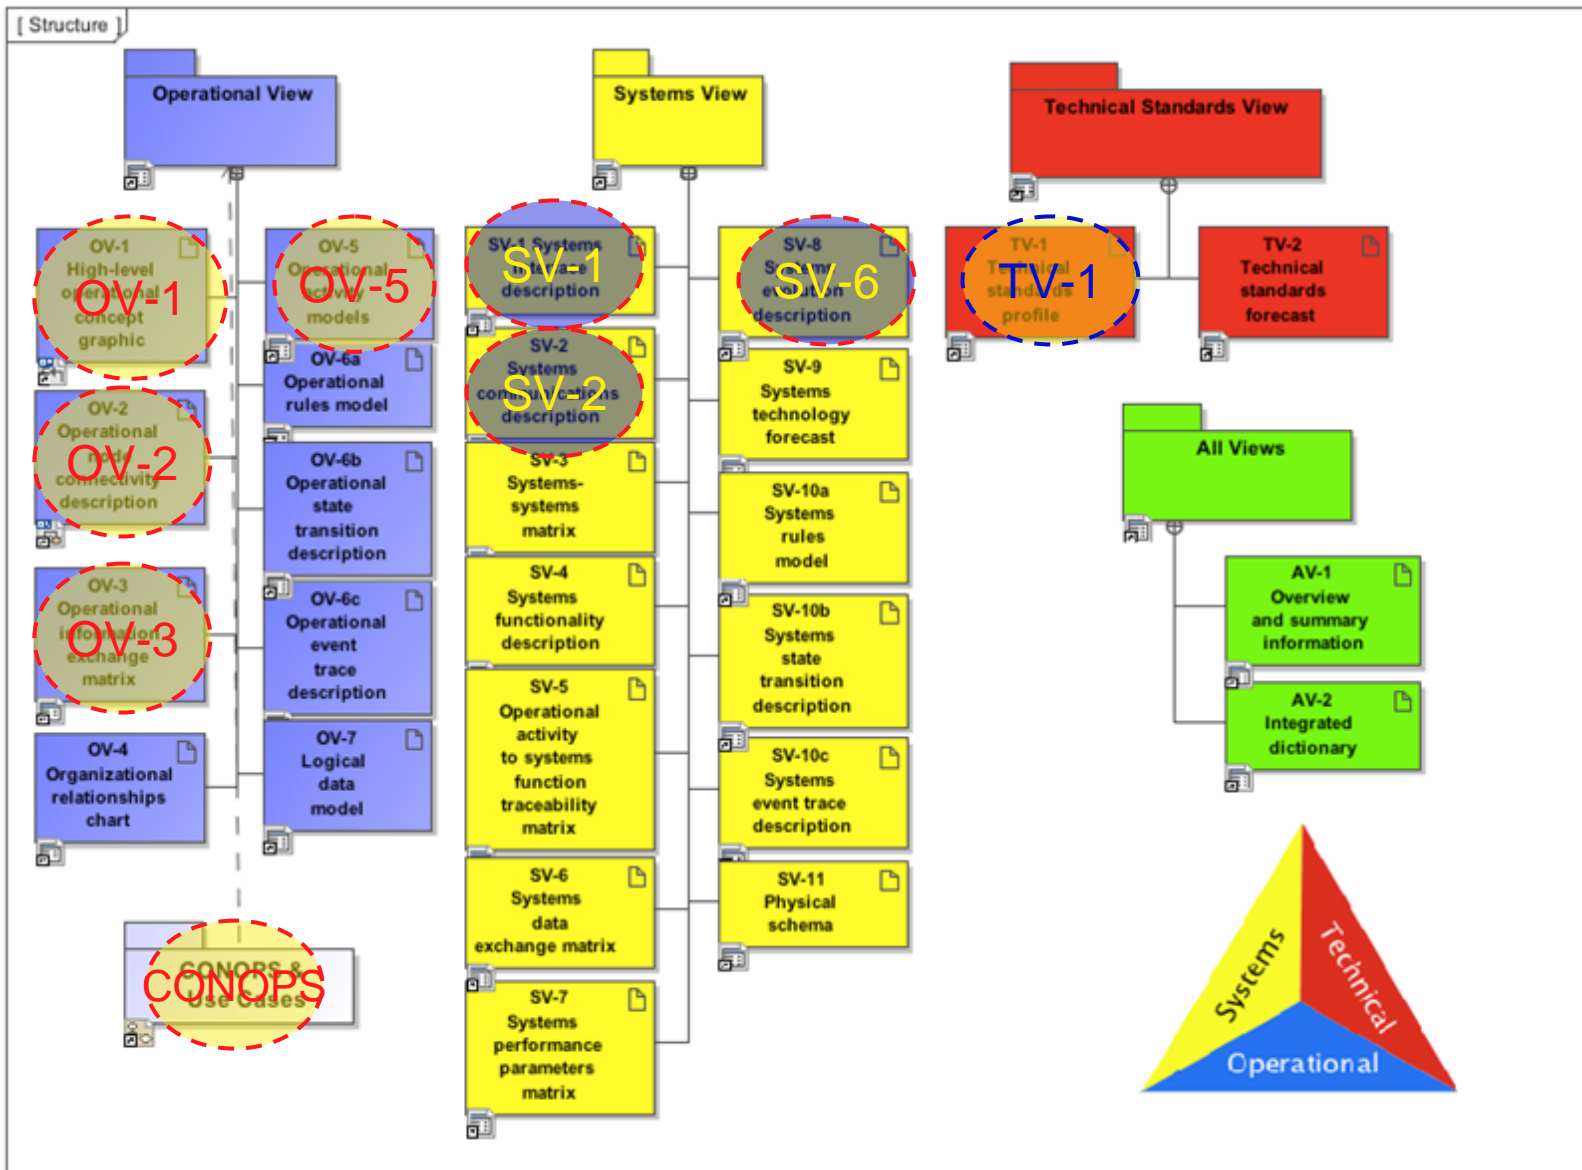 [ Structure ]
Operational View
Systems View
Technical Standards View
OV-1
High-level
operational
concept
graphic
OV-1
OV-2
Operational
node
connectivity
description
OV-2
OV-3
Operational
information
exchange
matrix
OV-3
OV-4
Organizational
relationships
chart
OV-5
Operational
activity
models
OV-5
OV-6a
Operational
rules model
OV-6b
Operational
state
transition
description
OV-6c
Operational
event
trace
description
OV-7
Logical
data
model
CONOPS &
Use Cases
CONOPS
SV-1 Systems
interface
description
SV-1
SV-2
Systems
communications
description
SV-2
SV-3
Systems-
systems
matrix
SV-4
Systems
functionality
description
SV-5
Operational
activity
to systems
function
traceability
matrix
SV-6
Systems
data
exchange matrix
SV-7
Systems
performance
parameters
matrix
SV-8
Systems
evolution
description
SV-6
SV-9
Systems
technology
forecast
SV-10a
Systems
rules
model
SV-10b
Systems
state
transition
description
SV-10c
Systems
event trace
description
SV-11
Physical
schema
TV-1
Technical
standards
profile
TV-1
TV-2
Technical
standards
forecast
All Views
AV-1
Overview
and summary
information
AV-2
Integrated
dictionary
Systems
Technical
Operational